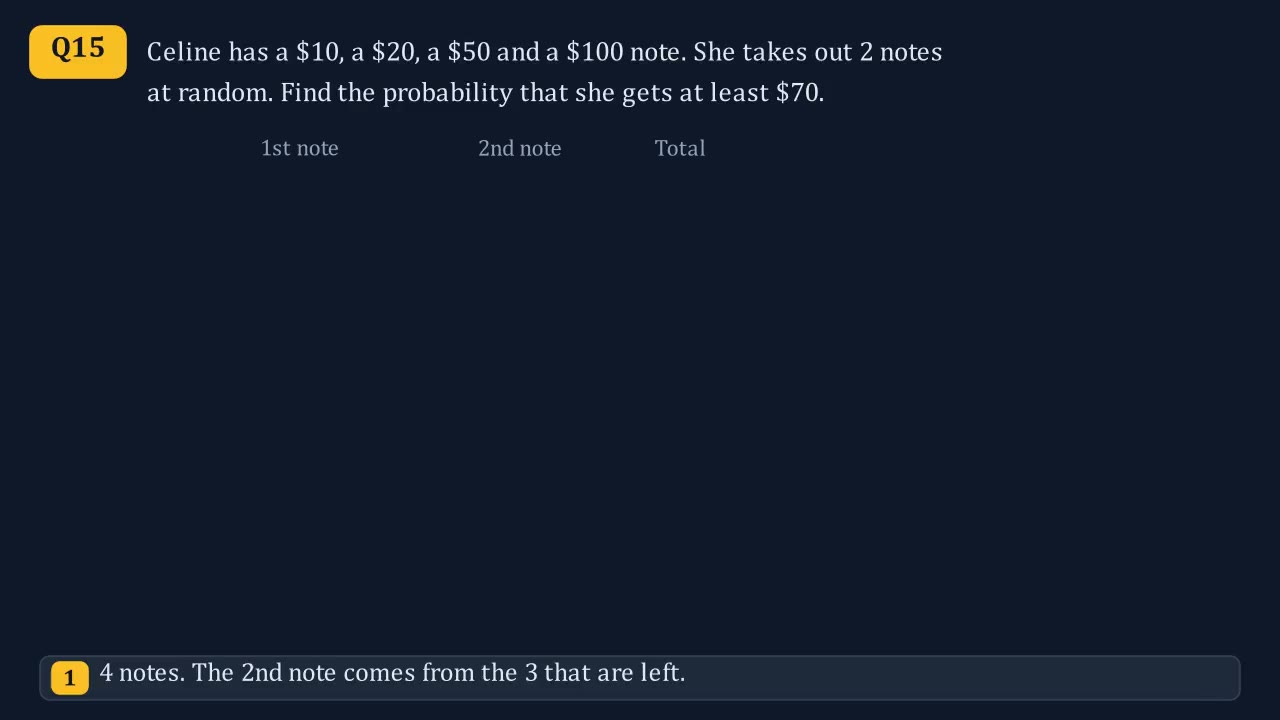 Q15
Celine has a $10, a $20, a $50 and a $100 note. She takes out 2 notes
at random. Find the probability that she gets at least $70.
1st note 2nd note Total
1 4 notes. The 2nd note comes from the 3 that are left.